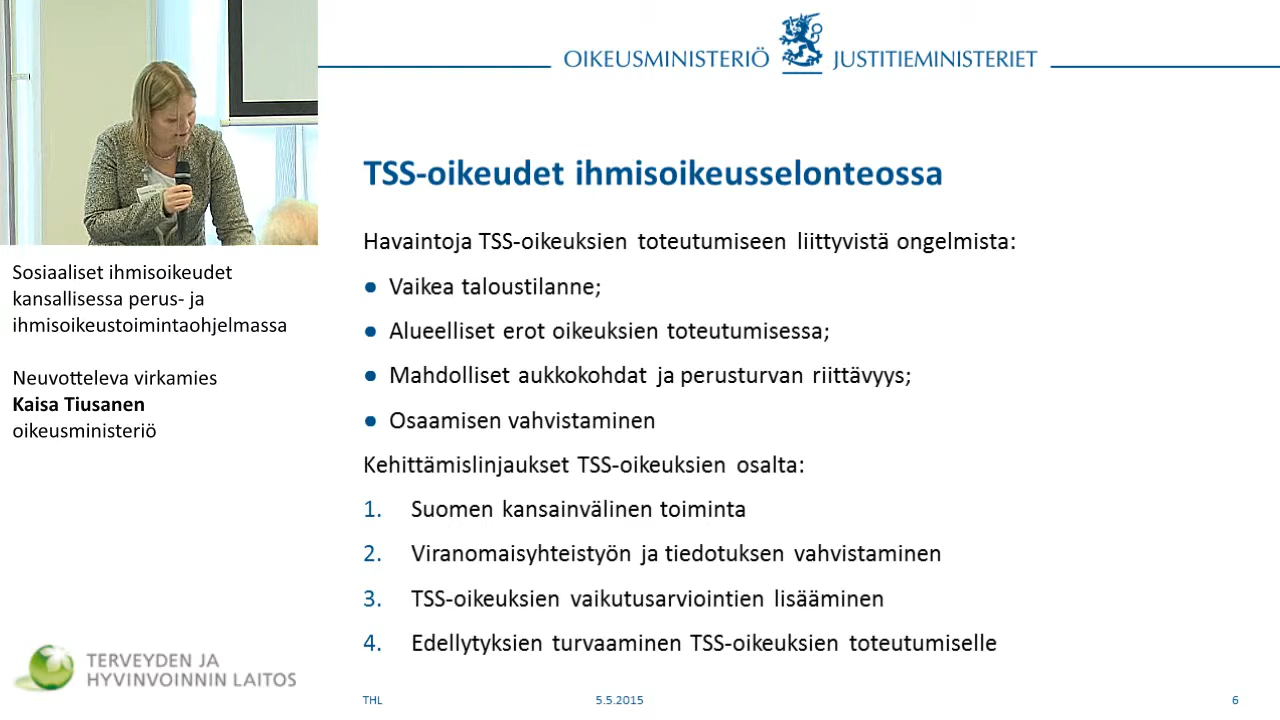 OIKEUSMINISTERIÖ JUSTITIEMINISTERIET
TSS-oikeudet ihmisoikeusselonteossa
Havaintoja TSS-oikeuksien toteutumiseen liittyvistä ongelmista:
● Vaikea taloustilanne;
● Alueelliset erot oikeuksien toteutumisessa;
● Mahdolliset aukkokohdat ja perusturvan riittävyys;
● Osaamisen vahvistaminen
Kehittämislinjaukset TSS-oikeuksien osalta:
1. Suomen kansainvälinen toiminta
2. Viranomaisyhteistyön ja tiedotuksen vahvistaminen
3. TSS-oikeuksien vaikutusarviointien lisääminen
4. Edellytyksien turvaaminen TSS-oikeuksien toteutumiselle
THL 5.5.2015 6
Sosiaaliset ihmisoikeudet
kansallisessa perus- ja
ihmisoikeustoimintaohjelmassa
Neuvotteleva virkamies
Kaisa Tiusanen
oikeusministeriö
TERVEYDEN JA
HYVINVOINNIN LAITOS